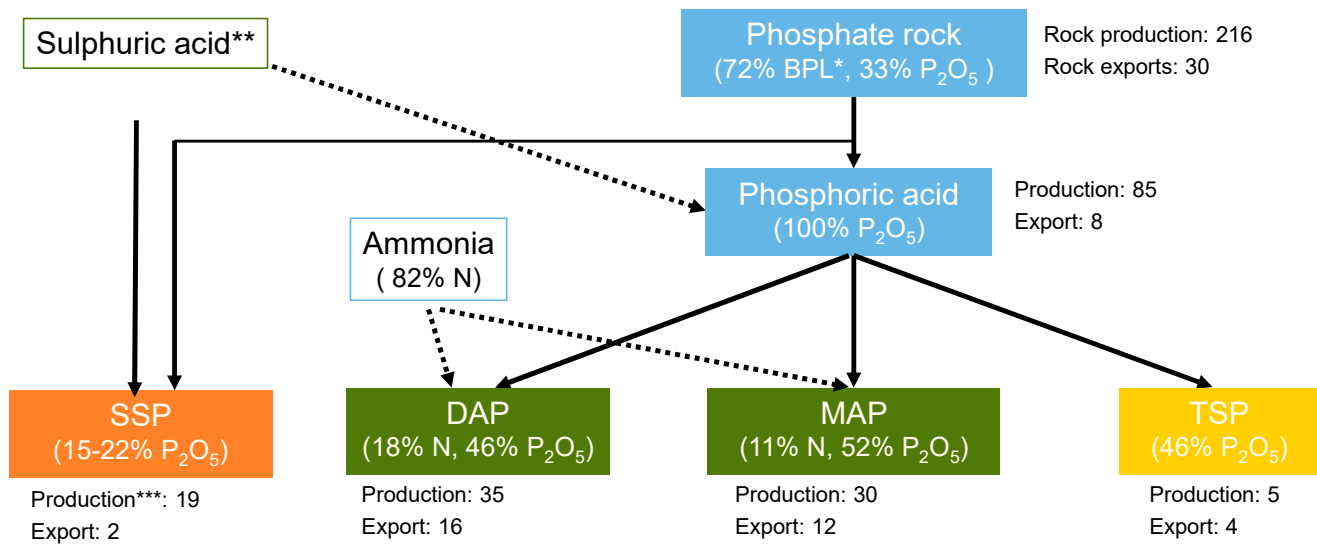 Sulphuric acid**
Phosphate rock
(72% BPL*, 33% P₂O₅ )
Rock production: 216
Rock exports: 30
Phosphoric acid
(100% P₂O₅)
Production: 85
Export: 8
Ammonia
( 82% N)
SSP
(15-22% P₂O₅)
Production***: 19
Export: 2
DAP
(18% N, 46% P₂O₅)
Production: 35
Export: 16
MAP
(11% N, 52% P₂O₅)
Production: 30
Export: 12
TSP
(46% P₂O₅)
Production: 5
Export: 4